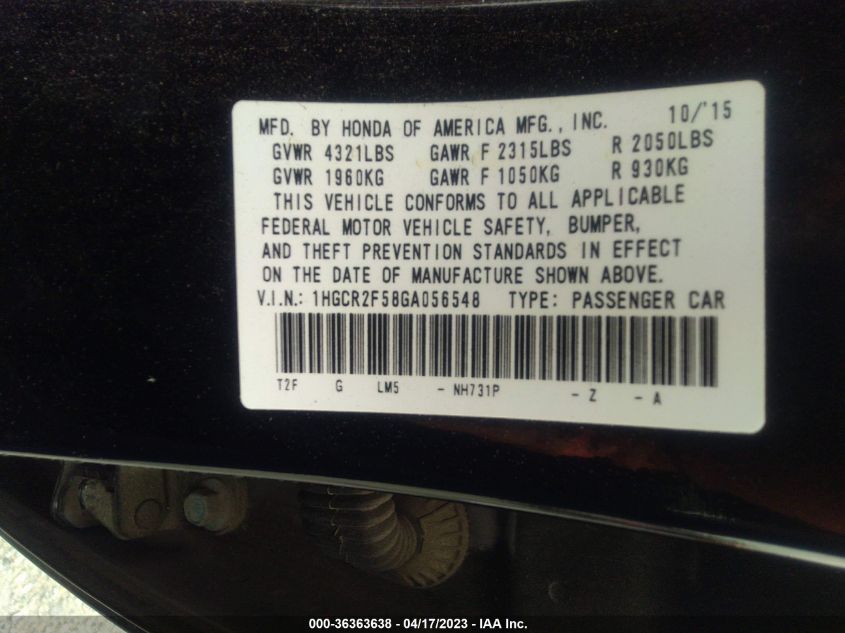 MFD. BY HONDA OF AMERICA MFG., INC. 10/'15
GVWR 4321LBS GAWR F 2315LBS R 2050LBS
GVWR 1960KG GAWR F 1050KG R 930KG
THIS VEHICLE CONFORMS TO ALL APPLICABLE
FEDERAL MOTOR VEHICLE SAFETY, BUMPER,
AND THEFT PREVENTION STANDARDS IN EFFECT
ON THE DATE OF MANUFACTURE SHOWN ABOVE.
V.I.N.: 1HGCR2F58GA056548 TYPE: PASSENGER CAR
T2F G LM5 - NH731P - Z - A
000-36363638 - 04/17/2023 - IAA Inc.